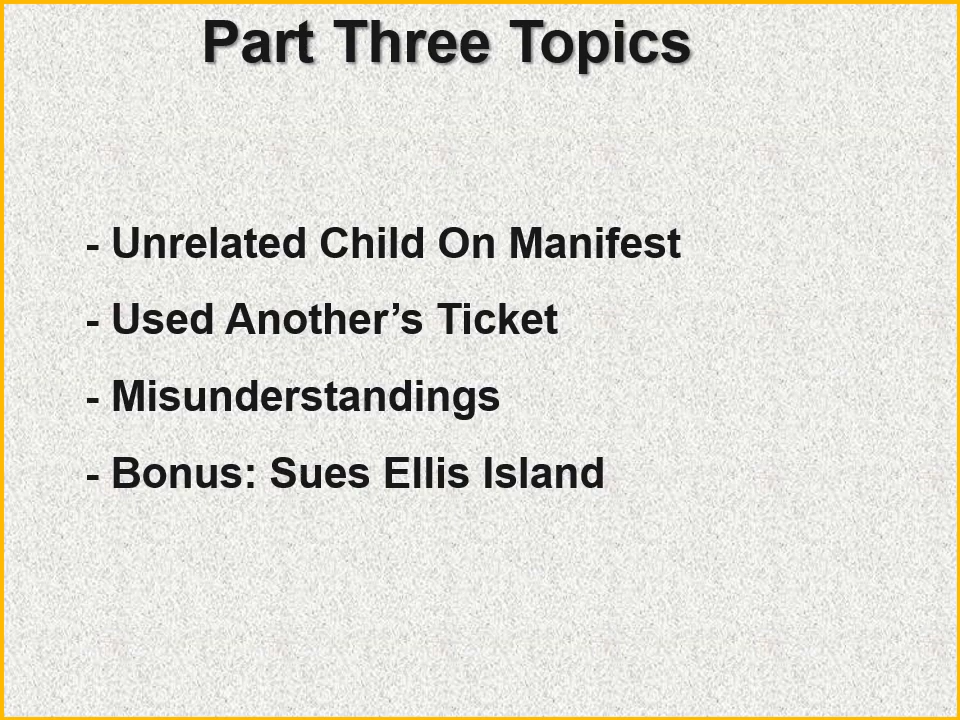 Part Three Topics
- Unrelated Child On Manifest
- Used Another’s Ticket
- Misunderstandings
- Bonus: Sues Ellis Island